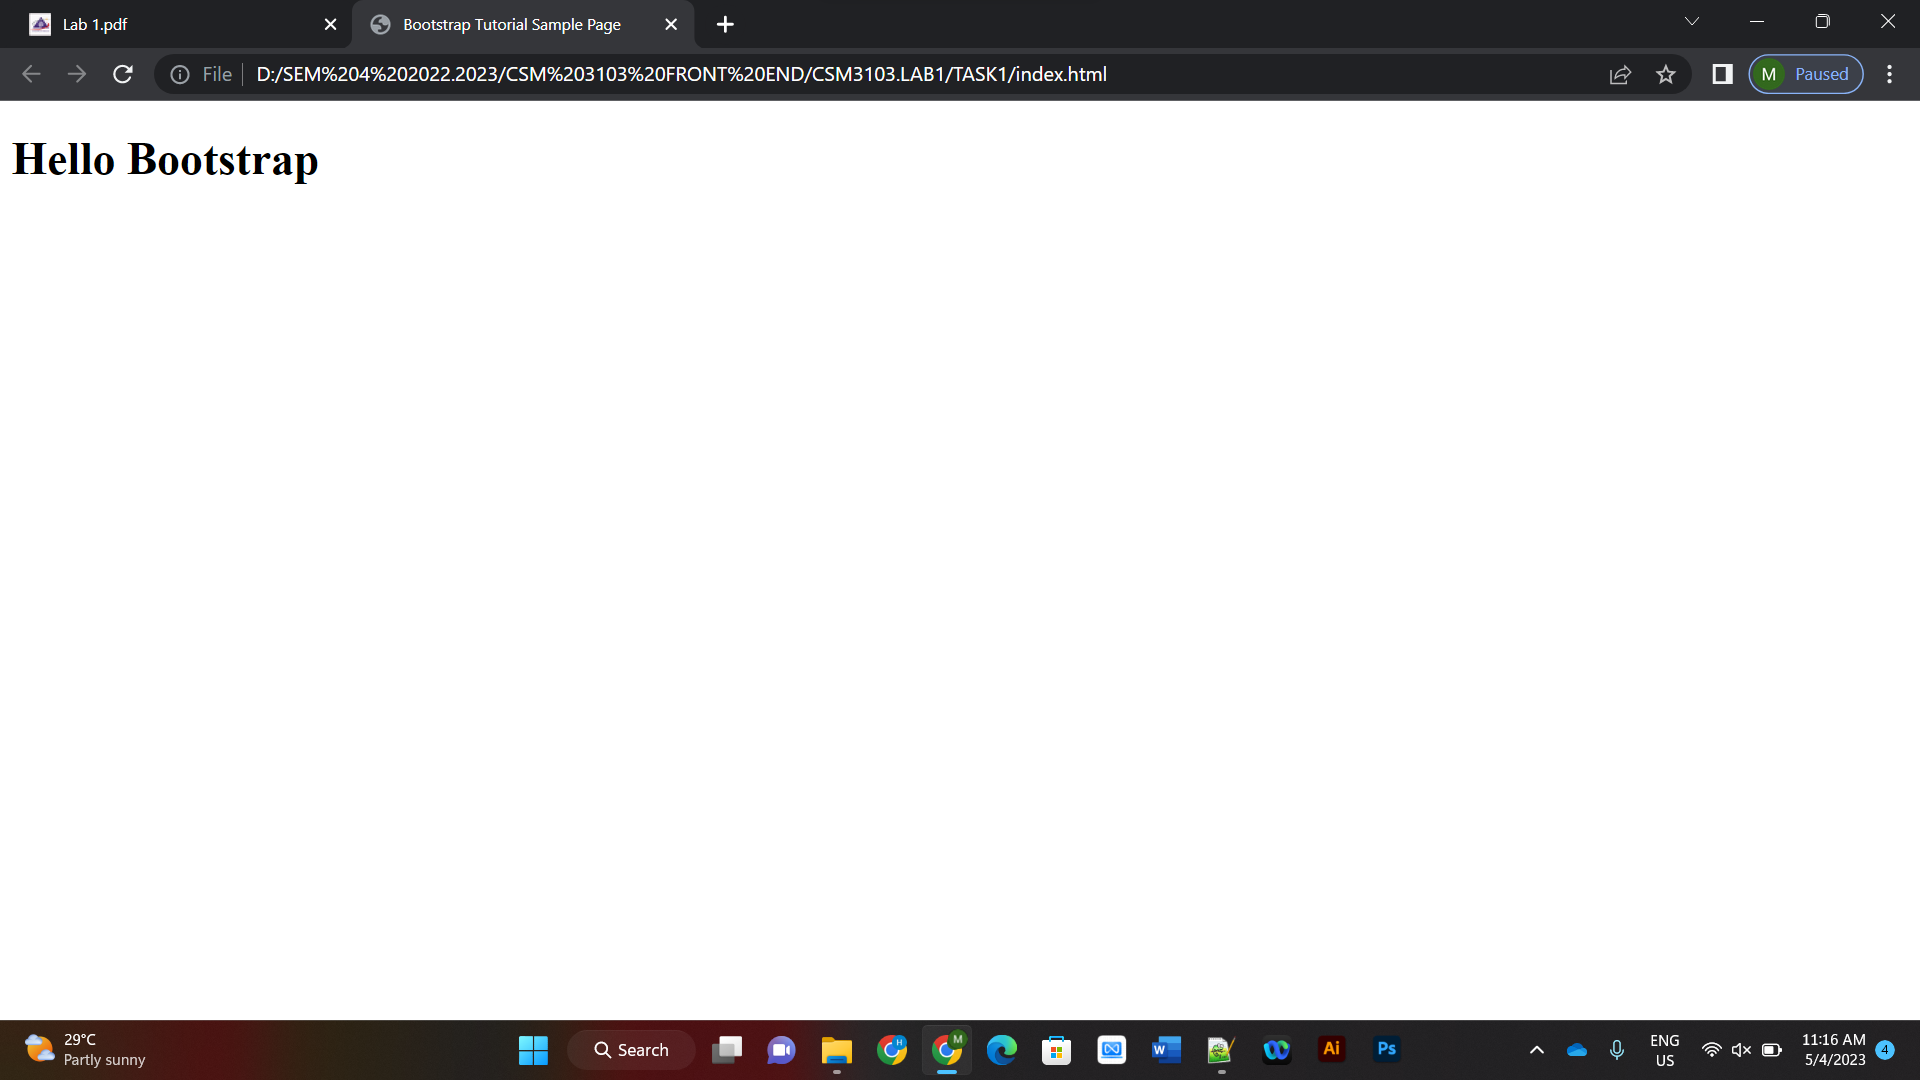 Lab 1.pdf
Bootstrap Tutorial Sample Page
File
D:/SEM%204%202022.2023/CSM%203103%20FRONT%20END/CSM3103.LAB1/TASK1/index.html
M Paused
Hello Bootstrap
29°C
Partly sunny
Search
H
M
W
Ai
Ps
ENG
US
11:16 AM
5/4/2023
4